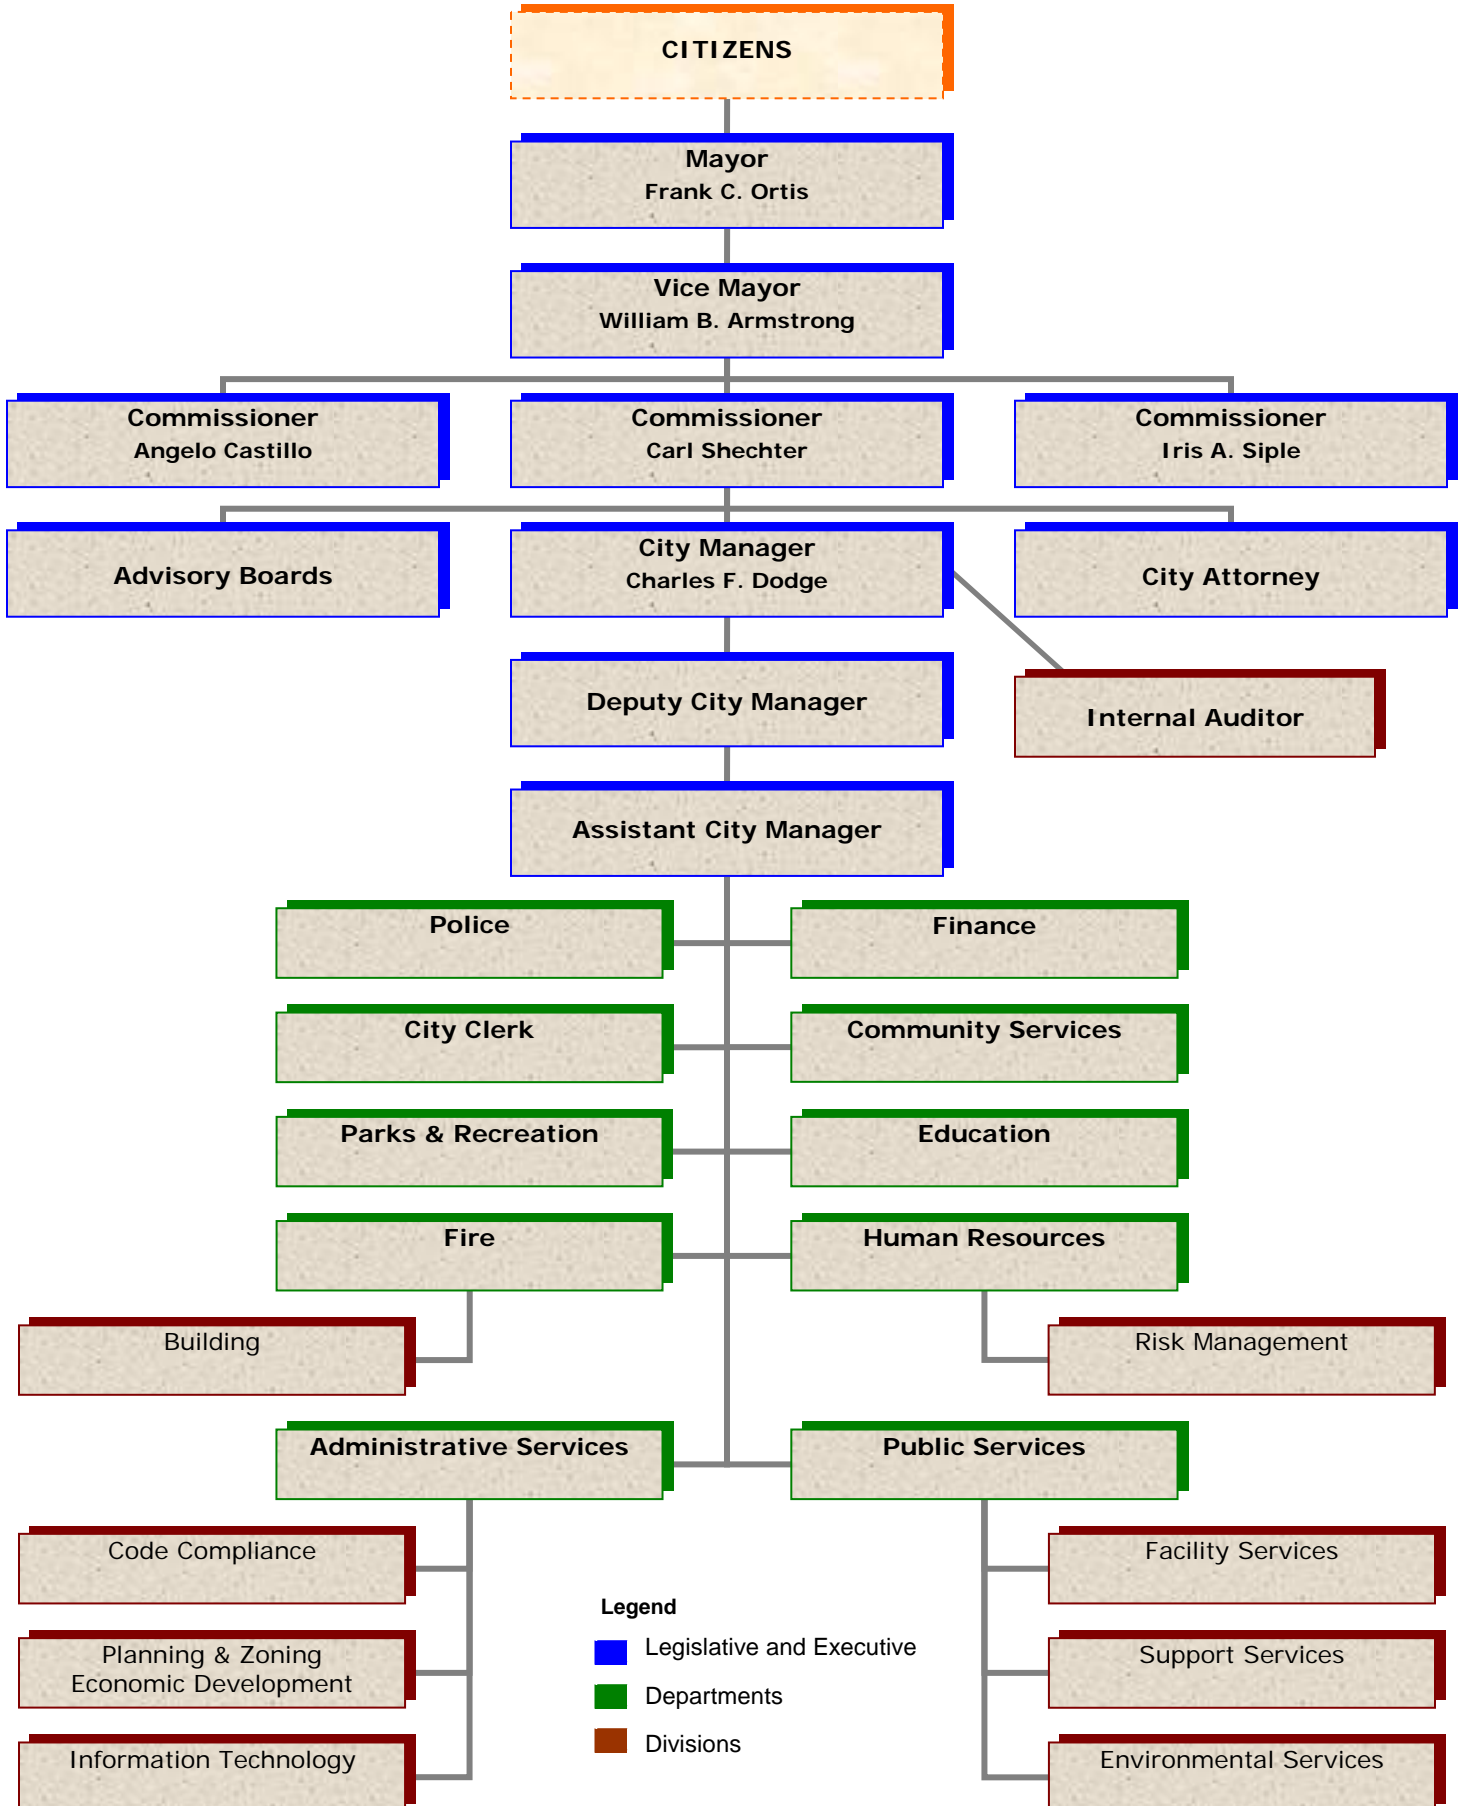 CITIZENS
Mayor
Frank C. Ortis
Vice Mayor
William B. Armstrong
Commissioner
Angelo Castillo
Commissioner
Carl Shechter
Commissioner
Iris A. Siple
Advisory Boards
City Manager
Charles F. Dodge
City Attorney
Deputy City Manager
Internal Auditor
Assistant City Manager
Police
Finance
City Clerk
Community Services
Parks & Recreation
Education
Fire
Human Resources
Building
Risk Management
Administrative Services
Public Services
Code Compliance
Facility Services
Planning & Zoning
Economic Development
Support Services
Information Technology
Environmental Services
Legend
Legislative and Executive
Departments
Divisions